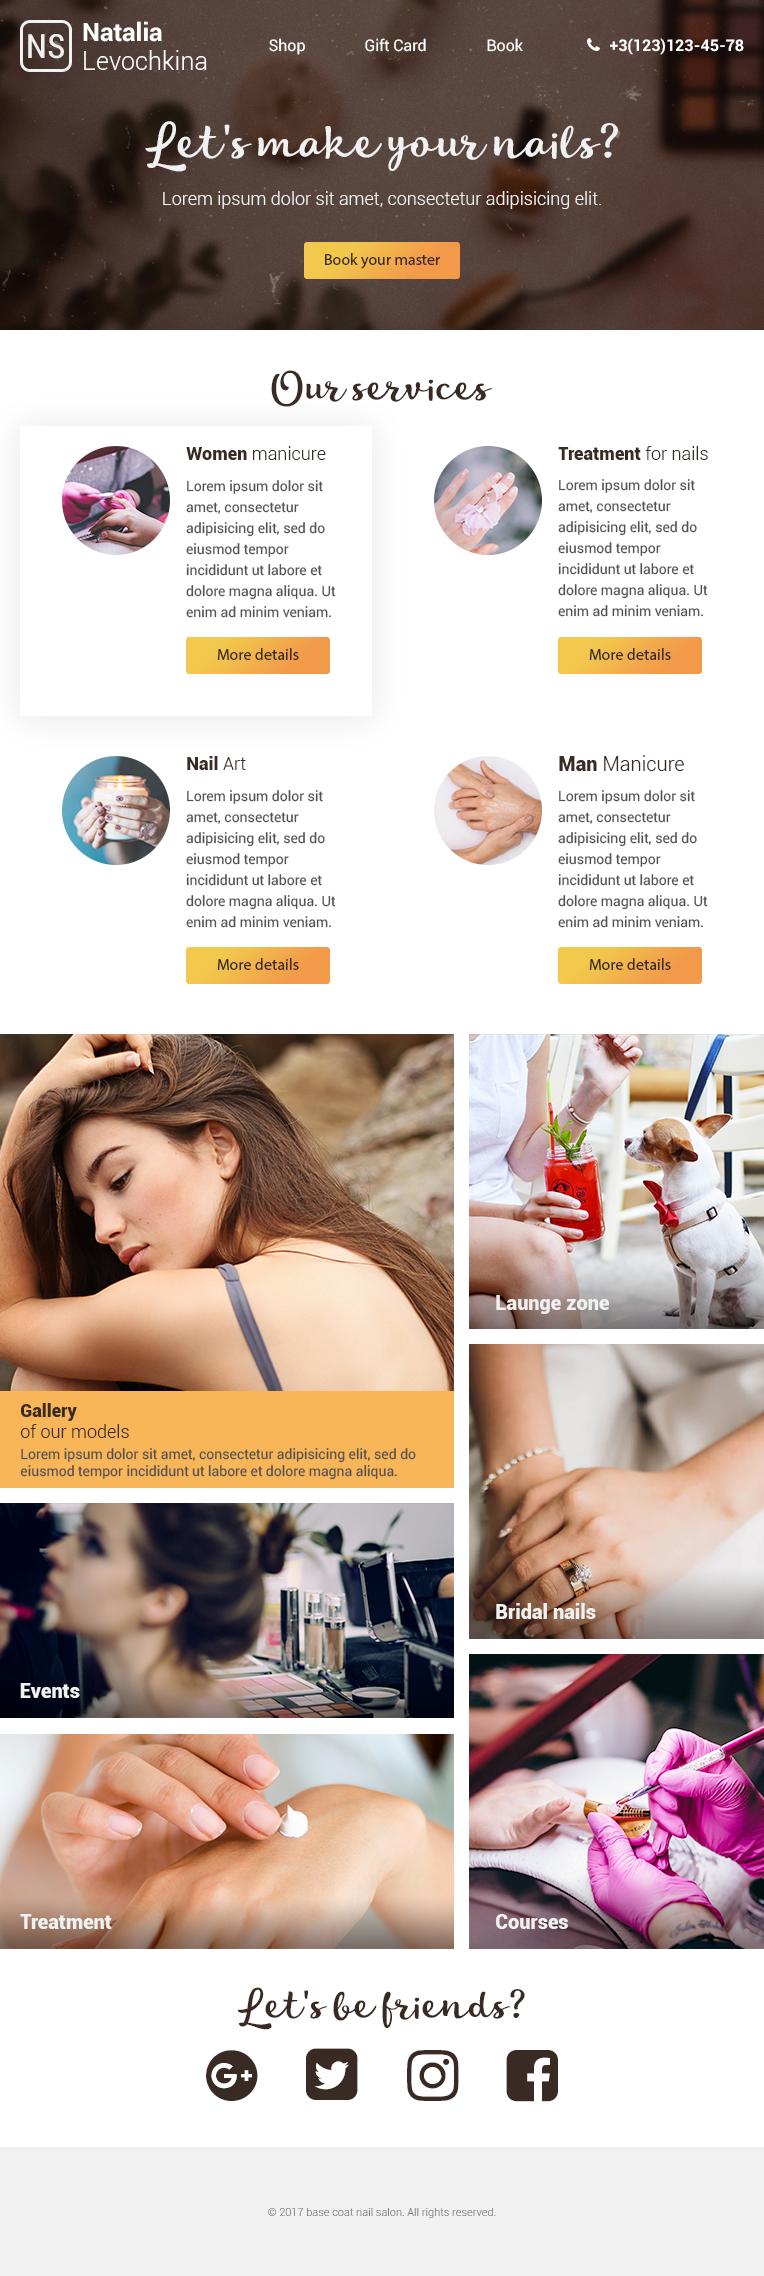 NS
Natalia
Levochkina
Shop
Gift Card
Book
+3(123)123-45-78
Let's make your nails?
Lorem ipsum dolor sit amet, consectetur adipisicing elit.
Book your master
Our services
Women manicure
Lorem ipsum dolor sit
amet, consectetur
adipisicing elit, sed do
eiusmod tempor
incididunt ut labore et
dolore magna aliqua. Ut
enim ad minim veniam.
More details
Treatment for nails
Lorem ipsum dolor sit
amet, consectetur
adipisicing elit, sed do
eiusmod tempor
incididunt ut labore et
dolore magna aliqua. Ut
enim ad minim veniam.
More details
Nail Art
Lorem ipsum dolor sit
amet, consectetur
adipisicing elit, sed do
eiusmod tempor
incididunt ut labore et
dolore magna aliqua. Ut
enim ad minim veniam.
More details
Man Manicure
Lorem ipsum dolor sit
amet, consectetur
adipisicing elit, sed do
eiusmod tempor
incididunt ut labore et
dolore magna aliqua. Ut
enim ad minim veniam.
More details
Gallery
of our models
Lorem ipsum dolor sit amet, consectetur adipisicing elit, sed do
eiusmod tempor incididunt ut labore et dolore magna aliqua.
Launge zone
Bridal nails
Events
Treatment
Courses
Let's be friends?
G+
© 2017 base coat nail salon. All rights reserved.